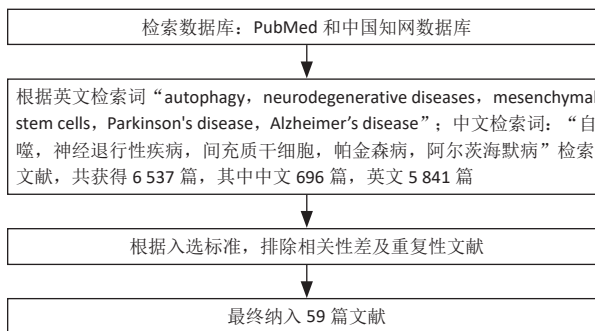 检索数据库：PubMed 和中国知网数据库
根据英文检索词“autophagy，neurodegenerative diseases，mesenchymal
stem cells，Parkinson's disease，Alzheimer’s disease”；中文检索词：“自
噬，神经退行性疾病，间充质干细胞，帕金森病，阿尔茨海默病”检索
文献，共获得 6 537 篇，其中中文 696 篇，英文 5 841 篇
根据入选标准，排除相关性差及重复性文献
最终纳入 59 篇文献